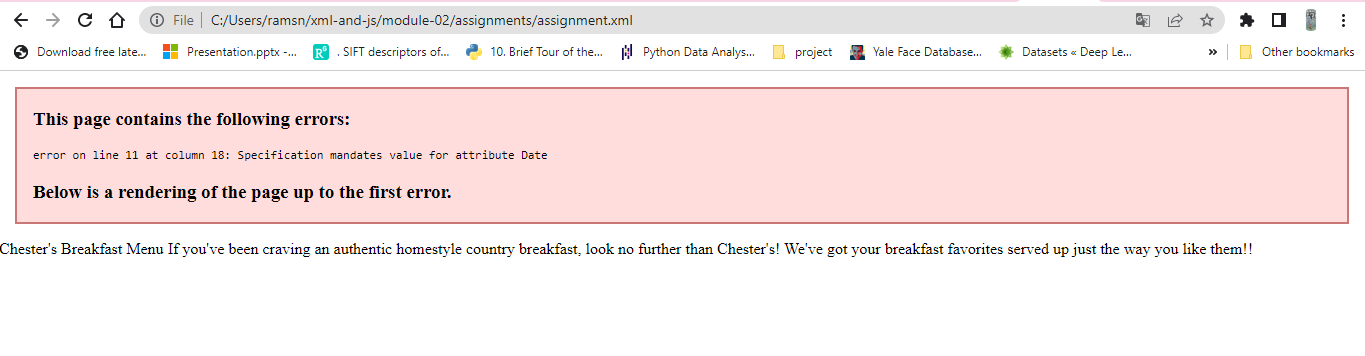 File C:/Users/ramsn/xml-and-js/module-02/assignments/assignment.xml
Download free late... Presentation.pptx -... . SIFT descriptors of... 10. Brief Tour of the... Python Data Analys... project Yale Face Database... Datasets « Deep Le... » Other bookmarks
This page contains the following errors:
error on line 11 at column 18: Specification mandates value for attribute Date
Below is a rendering of the page up to the first error.
Chester's Breakfast Menu If you've been craving an authentic homestyle country breakfast, look no further than Chester's! We've got your breakfast favorites served up just the way you like them!!